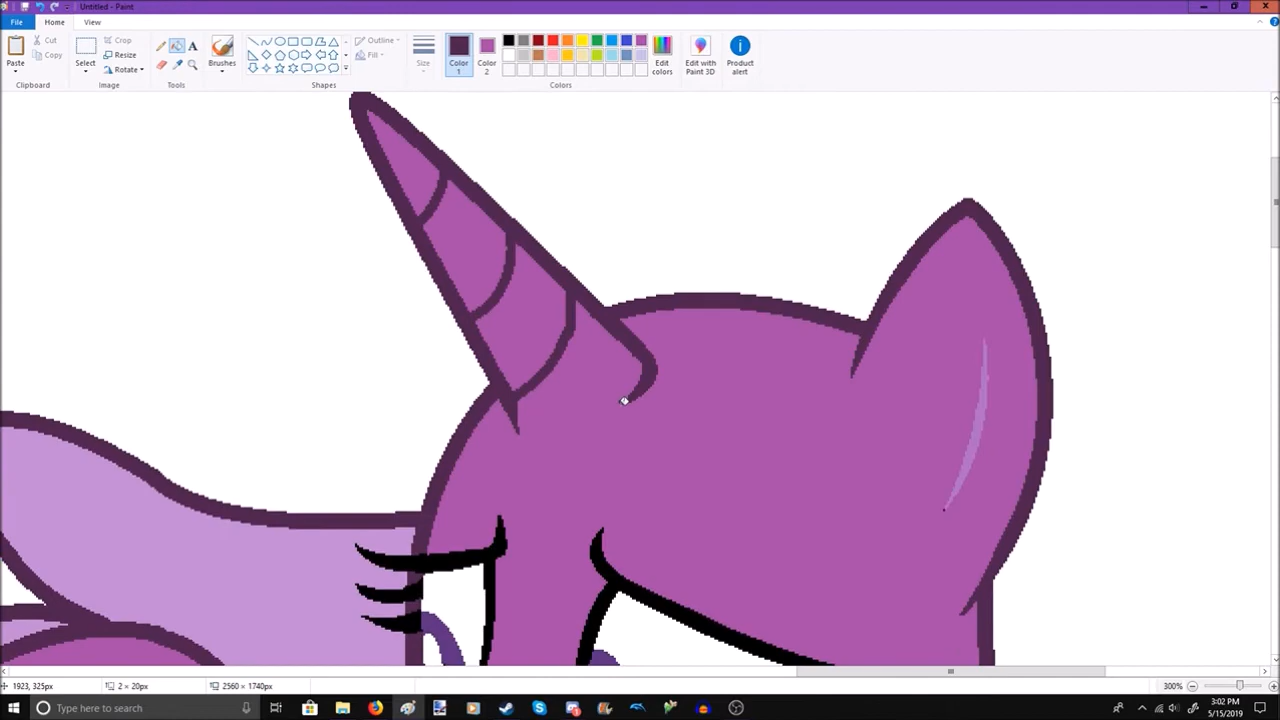 Untitled - Paint
File Home View
Paste Cut Copy
Clipboard
Select Crop Resize Rotate
Image
A
Tools
Brushes
Outline Fill
Shapes
Size
Color 1
Color 2
Edit colors
Colors
Edit with Paint 3D
Product alert
1923, 325px
2 × 20px
2560 × 1740px
300%
Type here to search
3:02 PM
5/15/2019